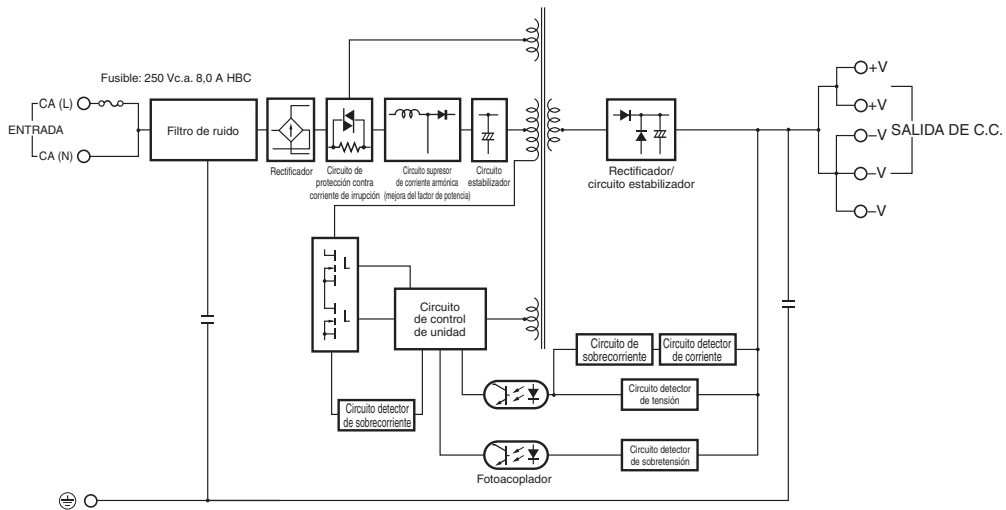 Fusible: 250 Vc.a. 8,0 A HBC
CA (L)
ENTRADA
CA (N)
Filtro de ruido
Rectificador
Circuito de
protección contra
corriente de irrupción
Circuito supresor
de corriente armónica
(mejora del factor de potencia)
Circuito
estabilizador
Rectificador/
circuito estabilizador
+V
+V
–V
–V
–V
SALIDA DE C.C.
Circuito
de control
de unidad
Circuito detector
de sobrecorriente
Circuito de
sobrecorriente
Circuito detector
de corriente
Circuito detector
de tensión
Circuito detector
de sobretensión
Fotoacoplador